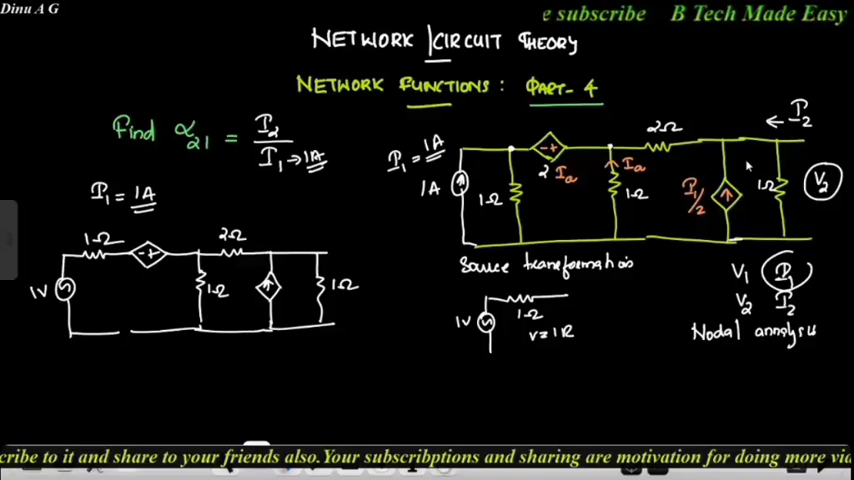 Dinu A G
e subscribe B Tech Made Easy
NETWORK | CIRCUIT THEORY
NETWORK FUNCTIONS : PART- 4
Find α21 = I2 / I1 → 1A
I1 = 1A
1Ω
- +
2Ω
1V
1Ω
1Ω
I1 = 1A
1A
1Ω
- +
2 Ia
Ia
1Ω
2Ω
← I2
I1/2
1Ω
V2
Source transformation
1V
1Ω
V = IR
V1 I1
V2 I2
Nodal analysis
cribe to it and share to your friends also.Your subscribptions and sharing are motivation for doing more vid